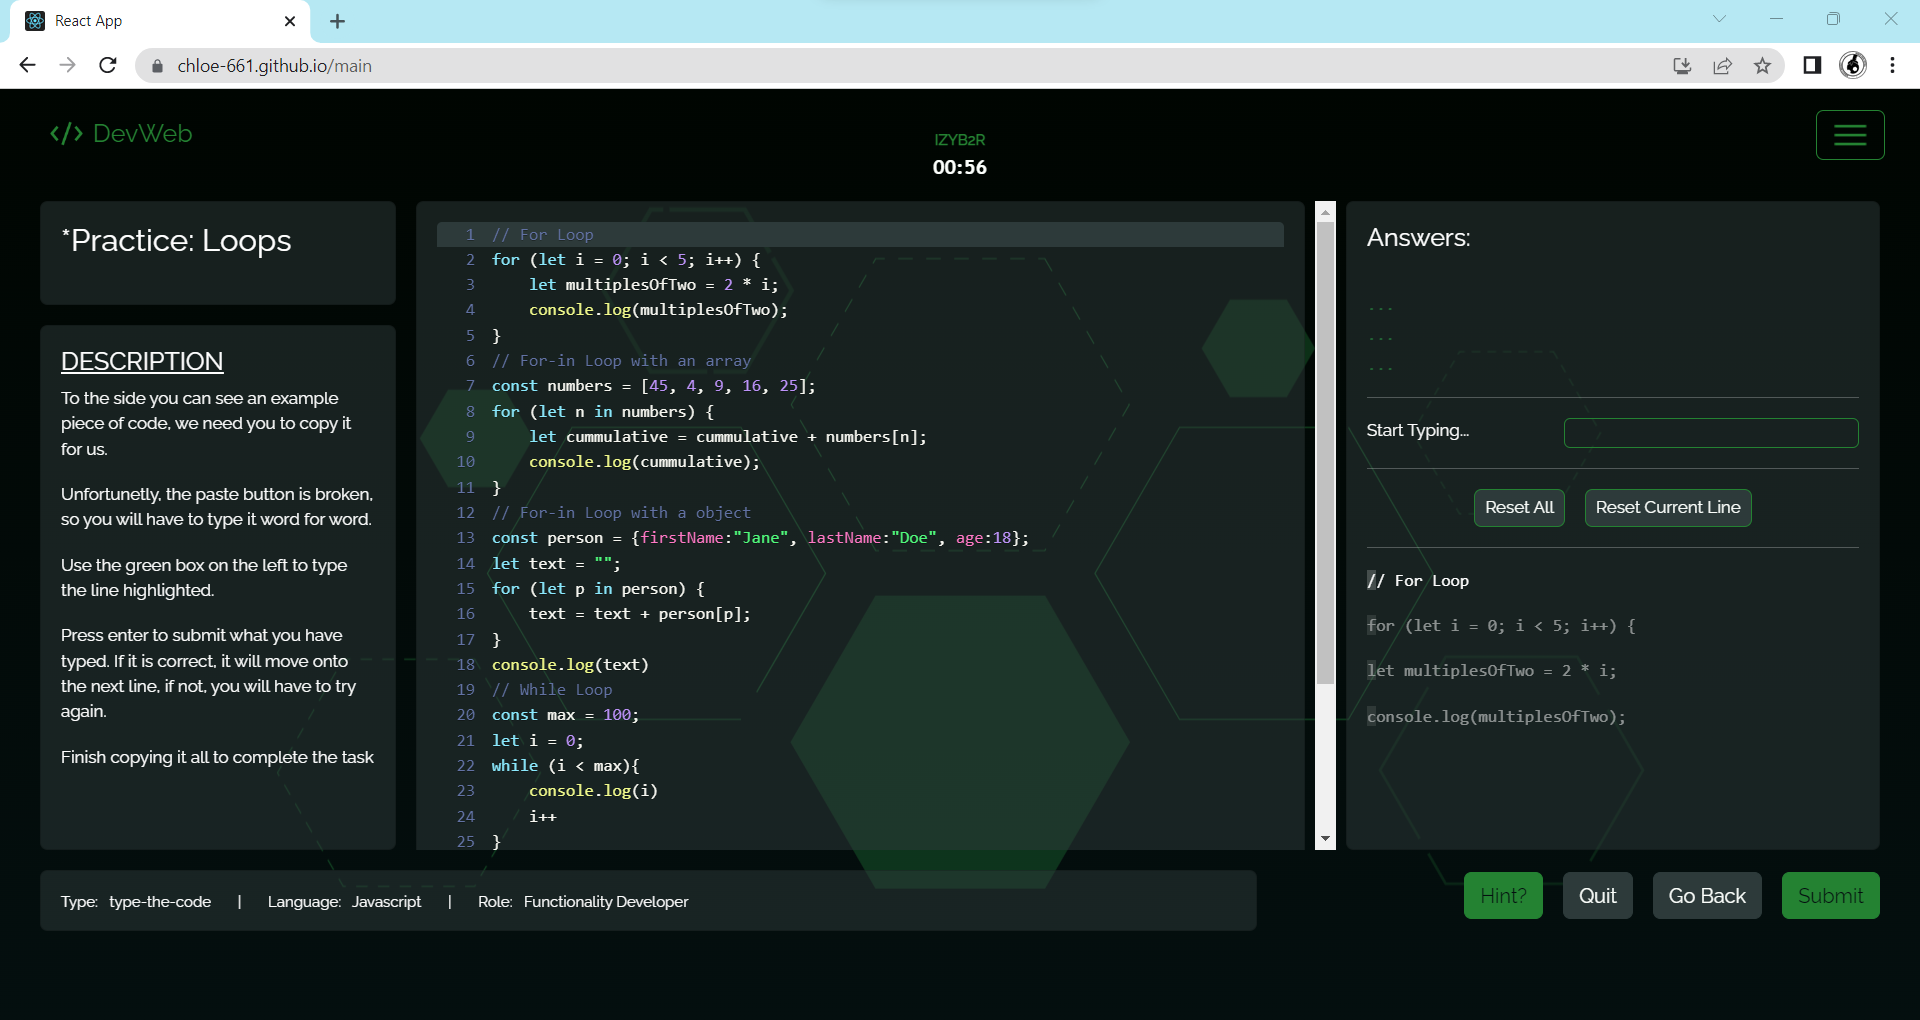 React App
chloe-661.github.io/main
</> DevWeb
IZYB2R
00:56
*Practice: Loops
DESCRIPTION
To the side you can see an example
piece of code, we need you to copy it
for us.
Unfortunetly, the paste button is broken,
so you will have to type it word for word.
Use the green box on the left to type
the line highlighted.
Press enter to submit what you have
typed. If it is correct, it will move onto
the next line, if not, you will have to try
again.
Finish copying it all to complete the task
1 // For Loop
2 for (let i = 0; i < 5; i++) {
3     let multiplesOfTwo = 2 * i;
4     console.log(multiplesOfTwo);
5 }
6 // For-in Loop with an array
7 const numbers = [45, 4, 9, 16, 25];
8 for (let n in numbers) {
9     let cummulative = cummulative + numbers[n];
10     console.log(cummulative);
11 }
12 // For-in Loop with a object
13 const person = {firstName:"Jane", lastName:"Doe", age:18};
14 let text = "";
15 for (let p in person) {
16     text = text + person[p];
17 }
18 console.log(text)
19 // While Loop
20 const max = 100;
21 let i = 0;
22 while (i < max){
23     console.log(i)
24     i++
25 }
Answers:
...
...
...
Start Typing...
Reset All Reset Current Line
// For Loop
for (let i = 0; i < 5; i++) {
let multiplesOfTwo = 2 * i;
console.log(multiplesOfTwo);
Type: type-the-code | Language: Javascript | Role: Functionality Developer
Hint? Quit Go Back Submit